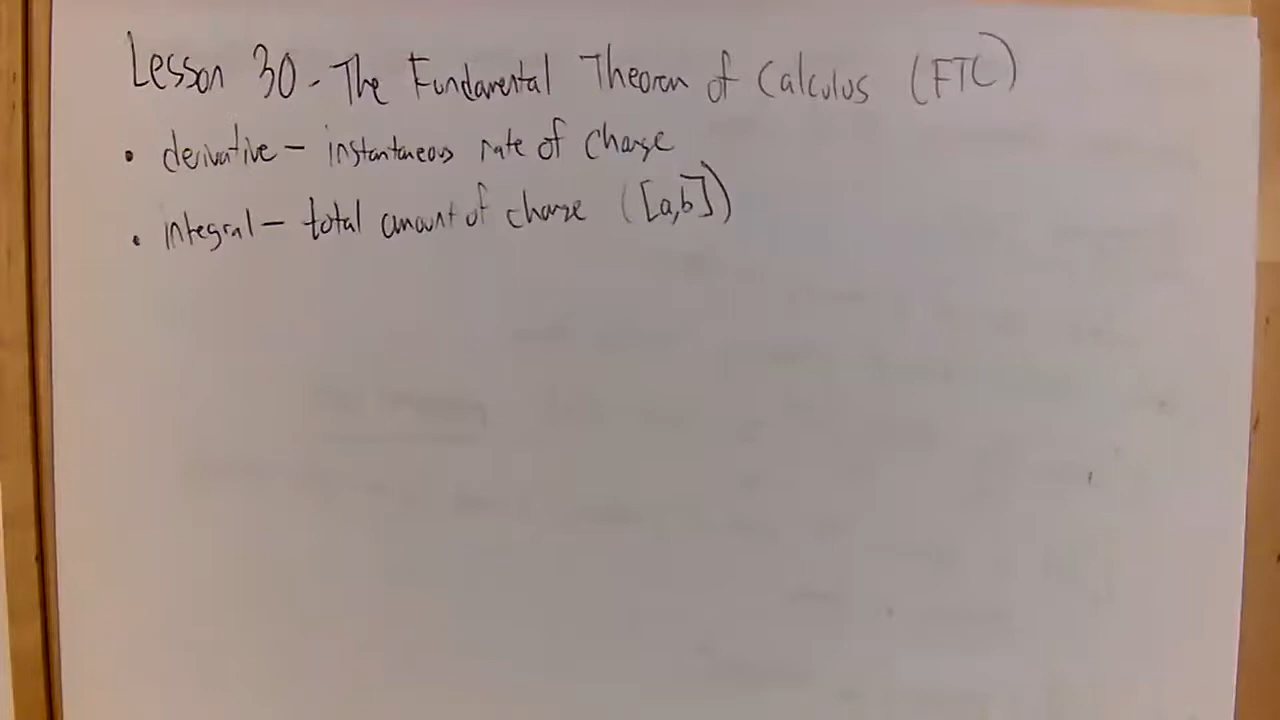 Lesson 30 - The Fundamental Theorem of Calculus (FTC)
• derivative - instantaneous rate of change
• integral - total amount of change ([a,b])